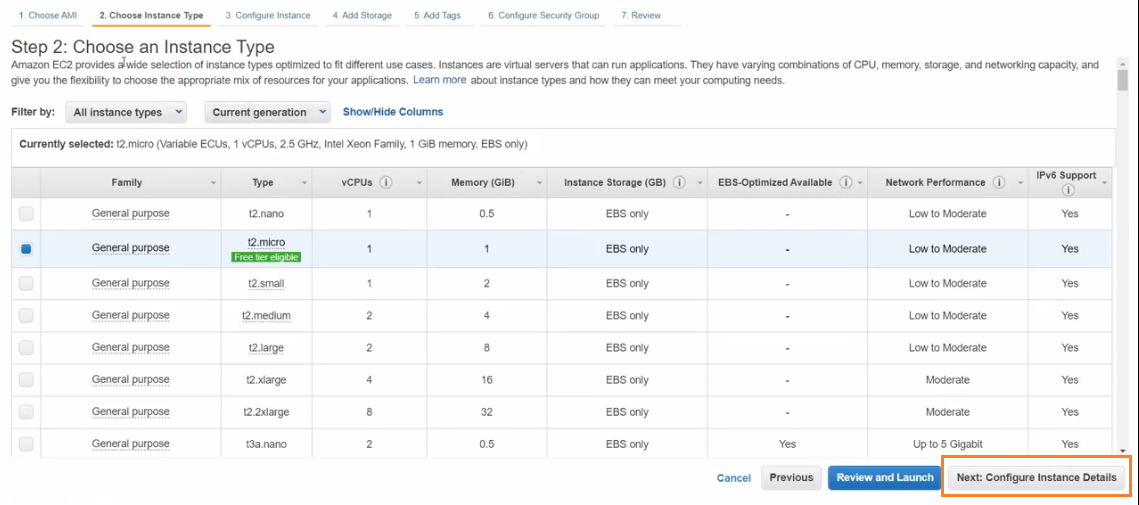 1. Choose AMI 2. Choose Instance Type 3. Configure Instance 4. Add Storage 5. Add Tags 6. Configure Security Group 7. Review
Step 2: Choose an Instance Type
Amazon EC2 provides a wide selection of instance types optimized to fit different use cases. Instances are virtual servers that can run applications. They have varying combinations of CPU, memory, storage, and networking capacity, and
give you the flexibility to choose the appropriate mix of resources for your applications. Learn more about instance types and how they can meet your computing needs.
Filter by: All instance types Current generation Show/Hide Columns
Currently selected: t2.micro (Variable ECUs, 1 vCPUs, 2.5 GHz, Intel Xeon Family, 1 GiB memory, EBS only)
Family Type vCPUs Memory (GiB) Instance Storage (GB) EBS-Optimized Available Network Performance IPv6 Support
General purpose t2.nano 1 0.5 EBS only - Low to Moderate Yes
General purpose t2.micro 1 1 EBS only - Low to Moderate Yes
Free tier eligible
General purpose t2.small 1 2 EBS only - Low to Moderate Yes
General purpose t2.medium 2 4 EBS only - Low to Moderate Yes
General purpose t2.large 2 8 EBS only - Low to Moderate Yes
General purpose t2.xlarge 4 16 EBS only - Moderate Yes
General purpose t2.2xlarge 8 32 EBS only - Moderate Yes
General purpose t3a.nano 2 0.5 EBS only Yes Up to 5 Gigabit Yes
Cancel Previous Review and Launch Next: Configure Instance Details